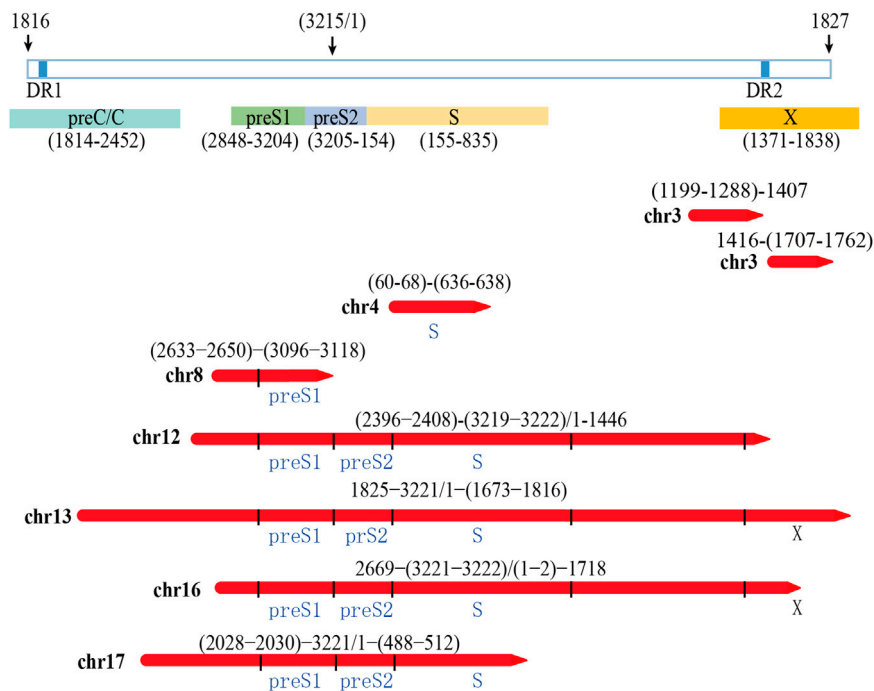 1816 (3215/1) 1827
DR1 DR2
preC/C preS1 preS2 S X
(1814-2452) (2848-3204) (3205-154) (155-835) (1371-1838)
(1199-1288)-1407
chr3
1416-(1707-1762)
chr3
(60-68)-(636-638)
chr4
S
(2633−2650)−(3096−3118)
chr8
preS1
(2396−2408)-(3219−3222)/1-1446
chr12
preS1 preS2 S
1825−3221/1−(1673−1816)
chr13
preS1 prS2 S X
2669−(3221−3222)/(1−2)−1718
chr16
preS1 preS2 S X
(2028−2030)−3221/1−(488−512)
chr17
preS1 preS2 S